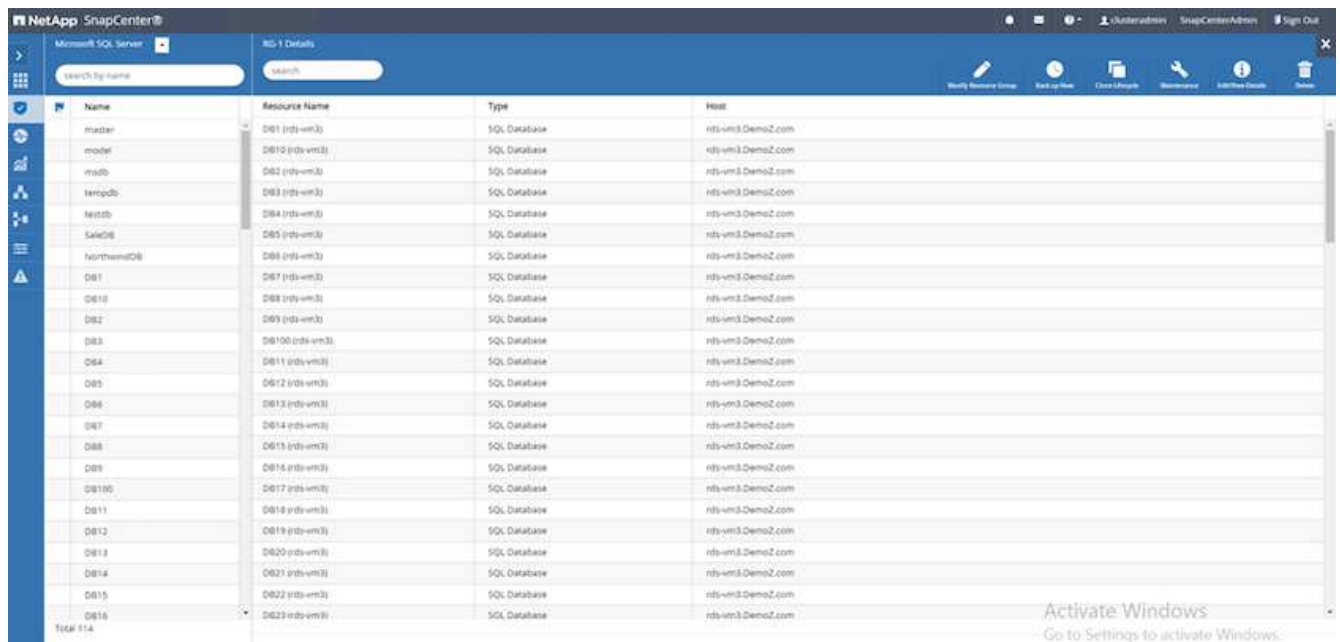 NetApp SnapCenter®
clusteradmin SnapCenterAdmin Sign Out
Microsoft SQL Server RG-1 Details
search by name search
Modify Resource Group Back up Now Clone Lifecycle Maintenance Edit/View Details Delete
Name Resource Name Type Host
master DB1 (rds-vm3) SQL Database rds-vm3.DemoZ.com
model DB10 (rds-vm3) SQL Database rds-vm3.DemoZ.com
msdb DB2 (rds-vm3) SQL Database rds-vm3.DemoZ.com
tempdb DB3 (rds-vm3) SQL Database rds-vm3.DemoZ.com
testdb DB4 (rds-vm3) SQL Database rds-vm3.DemoZ.com
SaleDB DB5 (rds-vm3) SQL Database rds-vm3.DemoZ.com
NorthwindDB DB6 (rds-vm3) SQL Database rds-vm3.DemoZ.com
DB1 DB7 (rds-vm3) SQL Database rds-vm3.DemoZ.com
DB10 DB8 (rds-vm3) SQL Database rds-vm3.DemoZ.com
DB2 DB9 (rds-vm3) SQL Database rds-vm3.DemoZ.com
DB3 DB100 (rds-vm3) SQL Database rds-vm3.DemoZ.com
DB4 DB11 (rds-vm3) SQL Database rds-vm3.DemoZ.com
DB5 DB12 (rds-vm3) SQL Database rds-vm3.DemoZ.com
DB6 DB13 (rds-vm3) SQL Database rds-vm3.DemoZ.com
DB7 DB14 (rds-vm3) SQL Database rds-vm3.DemoZ.com
DB8 DB15 (rds-vm3) SQL Database rds-vm3.DemoZ.com
DB9 DB16 (rds-vm3) SQL Database rds-vm3.DemoZ.com
DB100 DB17 (rds-vm3) SQL Database rds-vm3.DemoZ.com
DB11 DB18 (rds-vm3) SQL Database rds-vm3.DemoZ.com
DB12 DB19 (rds-vm3) SQL Database rds-vm3.DemoZ.com
DB13 DB20 (rds-vm3) SQL Database rds-vm3.DemoZ.com
DB14 DB21 (rds-vm3) SQL Database rds-vm3.DemoZ.com
DB15 DB22 (rds-vm3) SQL Database rds-vm3.DemoZ.com
DB16 DB23 (rds-vm3) SQL Database rds-vm3.DemoZ.com
Total 114
Activate Windows
Go to Settings to activate Windows.